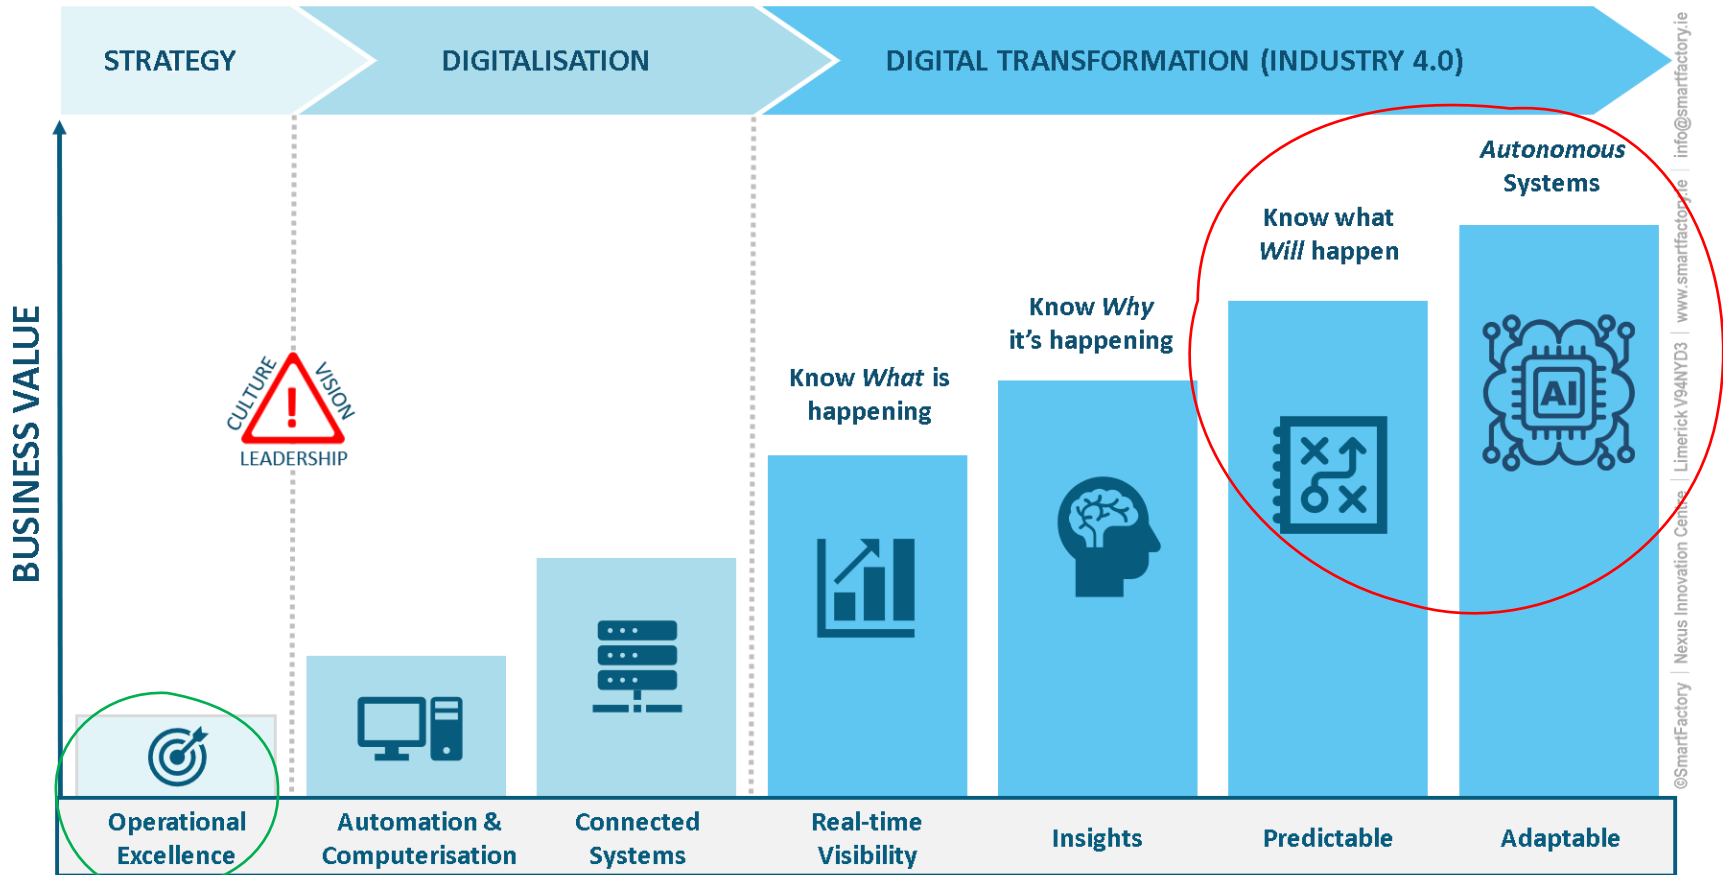 STRATEGY
DIGITALISATION
DIGITAL TRANSFORMATION (INDUSTRY 4.0)
BUSINESS VALUE
CULTURE
VISION
!
LEADERSHIP
Know What is
happening
Know Why
it's happening
Know what
Will happen
Autonomous
Systems
AI
Operational
Excellence
Automation &
Computerisation
Connected
Systems
Real-time
Visibility
Insights
Predictable
Adaptable
©SmartFactory | Nexus Innovation Centre | Limerick V94NYD3 | www.smartfactory.ie | info@smartfactory.ie